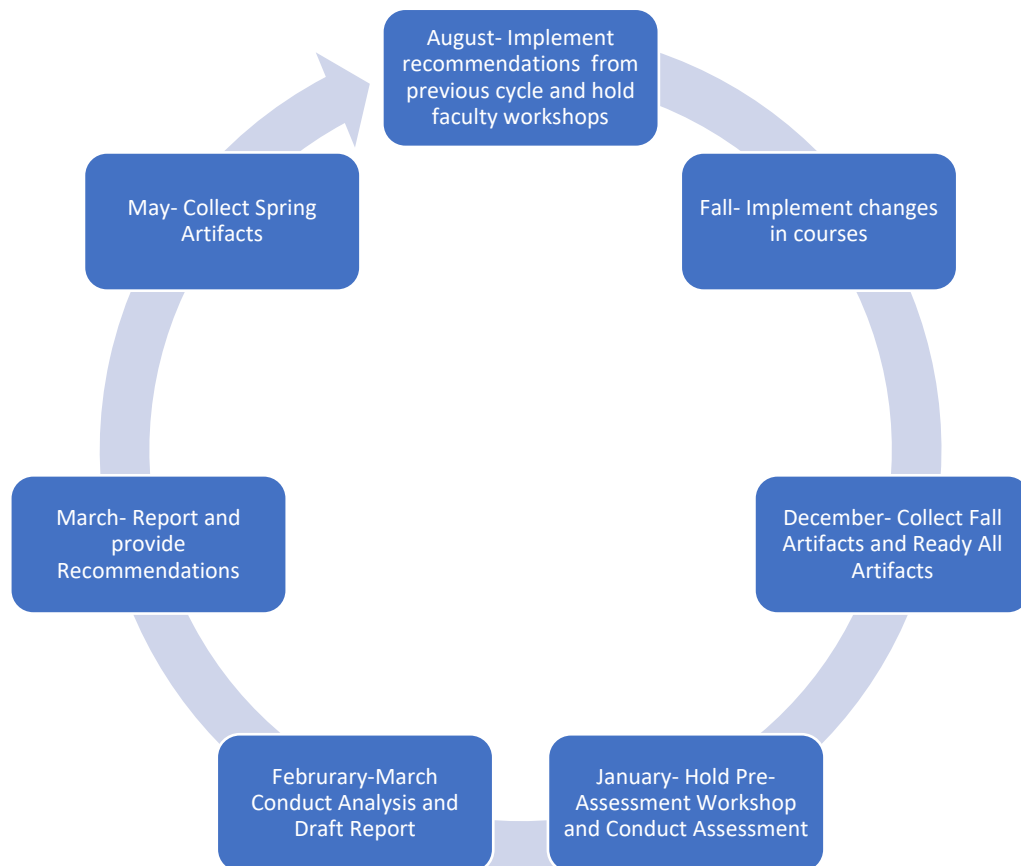 August- Implement
recommendations from
previous cycle and hold
faculty workshops
Fall- Implement changes
in courses
December- Collect Fall
Artifacts and Ready All
Artifacts
January- Hold Pre-
Assessment Workshop
and Conduct Assessment
Februrary-March
Conduct Analysis and
Draft Report
March- Report and
provide
Recommendations
May- Collect Spring
Artifacts